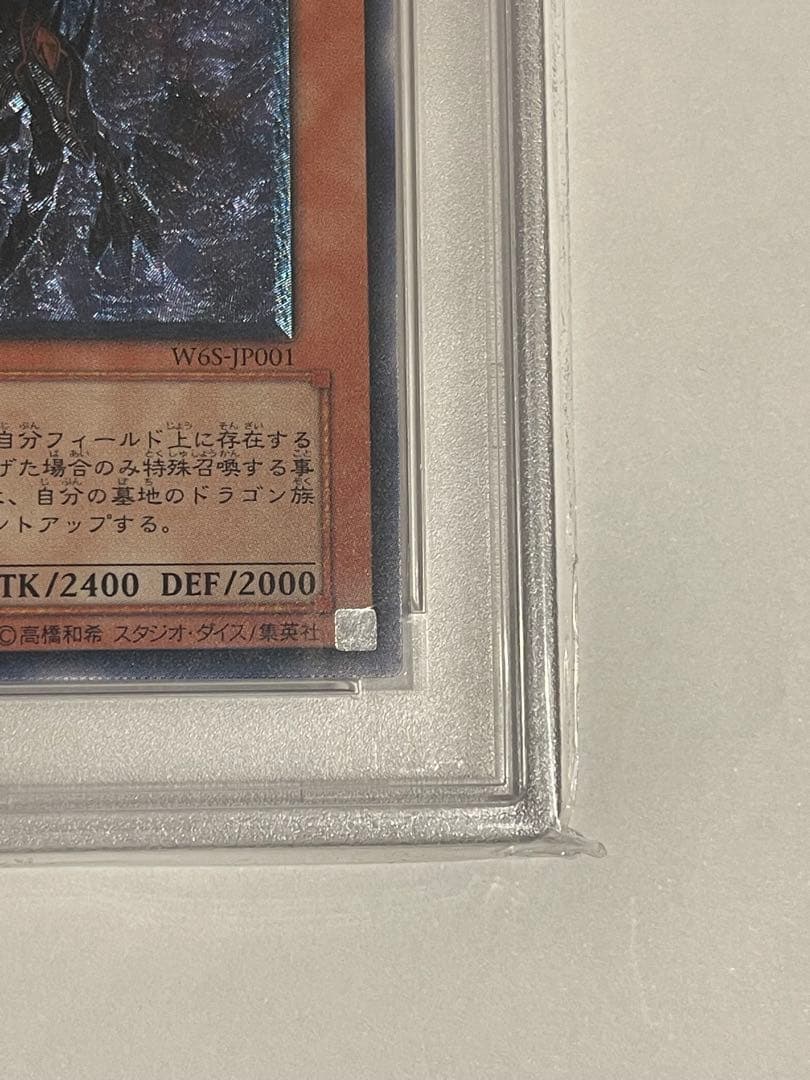 W6S-JP001
自分フィールド上に存在する
げた場合のみ特殊召喚する事
、自分の墓地のドラゴン族
ントアップする。
TK/2400 DEF/2000
©高橋和希 スタジオ・ダイス/集英社